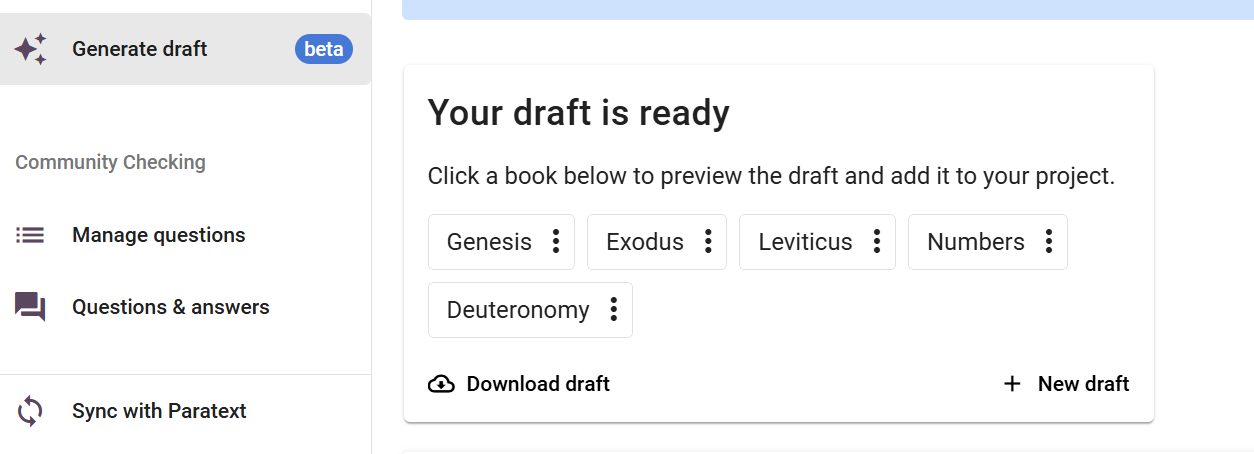 Generate draft beta
Community Checking
Manage questions
Questions & answers
Sync with Paratext
Your draft is ready
Click a book below to preview the draft and add it to your project.
Genesis Exodus Leviticus Numbers
Deuteronomy
Download draft New draft